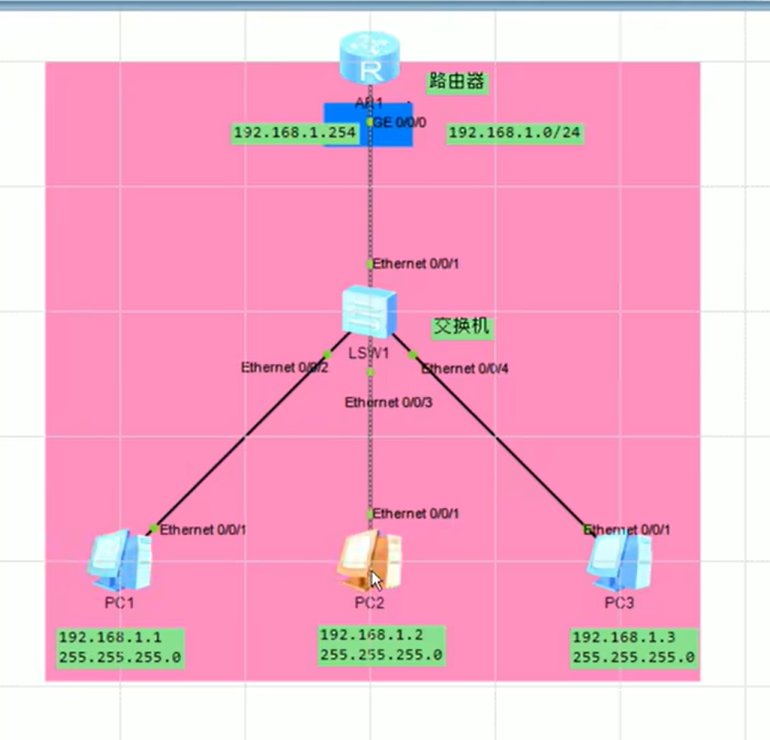 R
路由器
AR1
GE 0/0/0
192.168.1.254
192.168.1.0/24
Ethernet 0/0/1
交换机
LSW1
Ethernet 0/0/2
Ethernet 0/0/4
Ethernet 0/0/3
Ethernet 0/0/1
Ethernet 0/0/1
Ethernet 0/0/1
PC1
PC2
PC3
192.168.1.1
255.255.255.0
192.168.1.2
255.255.255.0
192.168.1.3
255.255.255.0